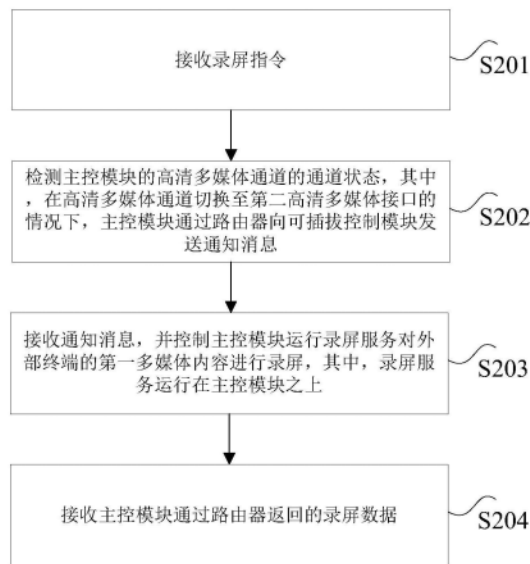 接收录屏指令
S201
检测主控模块的高清多媒体通道的通道状态，其中
，在高清多媒体通道切换至第二高清多媒体接口的
情况下，主控模块通过路由器向可插拔控制模块发
送通知消息
S202
接收通知消息，并控制主控模块运行录屏服务对外
部终端的第一多媒体内容进行录屏，其中，录屏服
务运行在主控模块之上
S203
接收主控模块通过路由器返回的录屏数据
S204